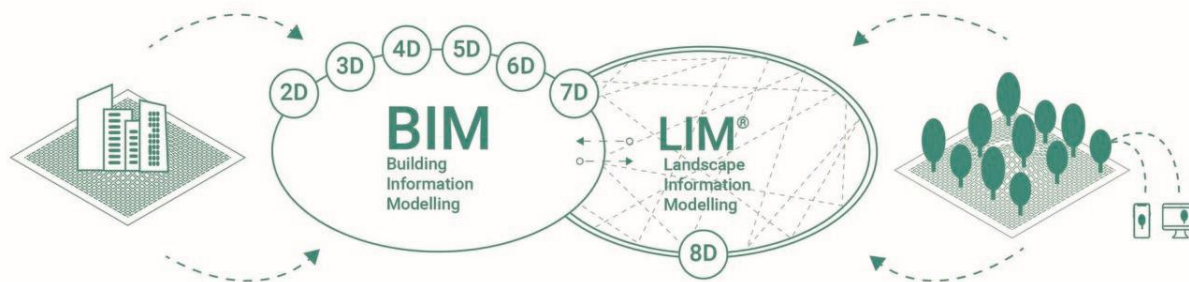 2D
3D
4D
5D
6D
7D
BIM
Building
Information
Modelling
LIM®
Landscape
Information
Modelling
8D